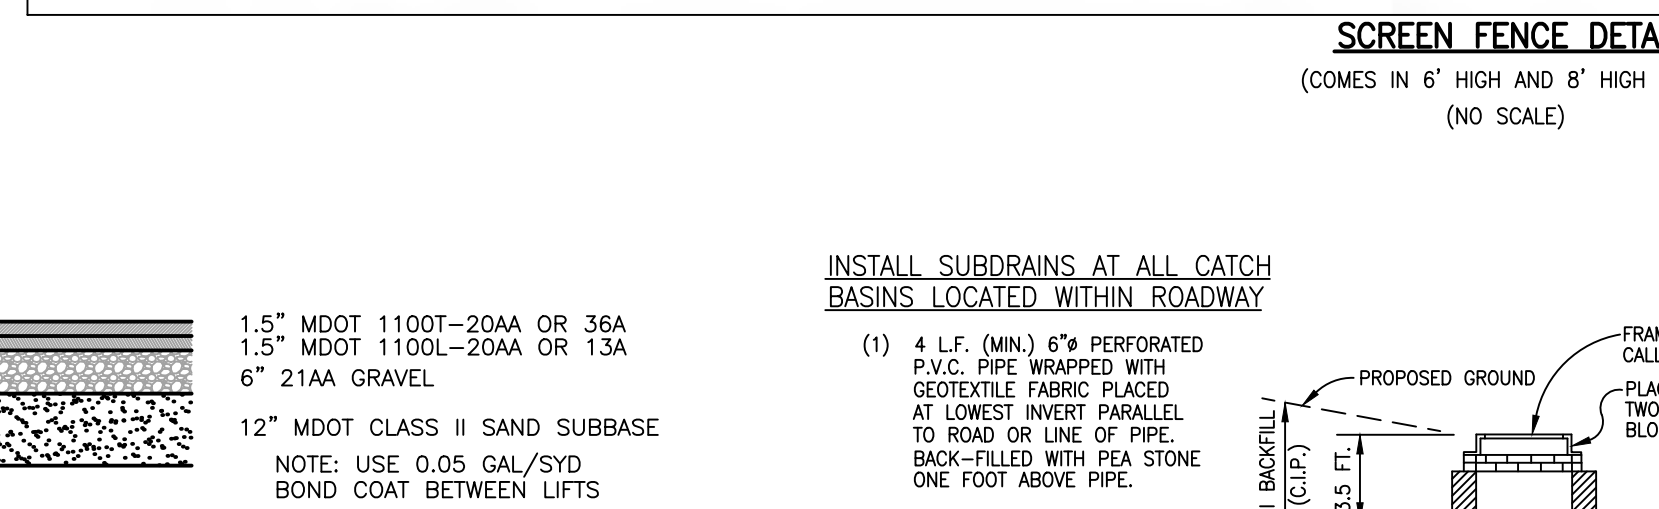 SCREEN FENCE
(COMES IN 6' HIGH AND 8' HIGH
(NO SCALE)
1.5" MDOT 1100T-20AA OR 36A
1.5" MDOT 1100L-20AA OR 13A
6" 21AA GRAVEL
12" MDOT CLASS II SAND SUBBASE
NOTE: USE 0.05 GAL/SYD
BOND COAT BETWEEN LIFTS
INSTALL SUBDRAINS AT ALL CATCH
BASINS LOCATED WITHIN ROADWAY
(1) 4 L.F. (MIN.) 6"ø PERFORATED
P.V.C. PIPE WRAPPED WITH
GEOTEXTILE FABRIC PLACED
AT LOWEST INVERT PARALLEL
TO ROAD OR LINE OF PIPE.
BACK-FILLED WITH PEA STONE
ONE FOOT ABOVE PIPE.
PROPOSED GROUND
BACKFILL
(C.I.P.)
3.5 FT.
TWO